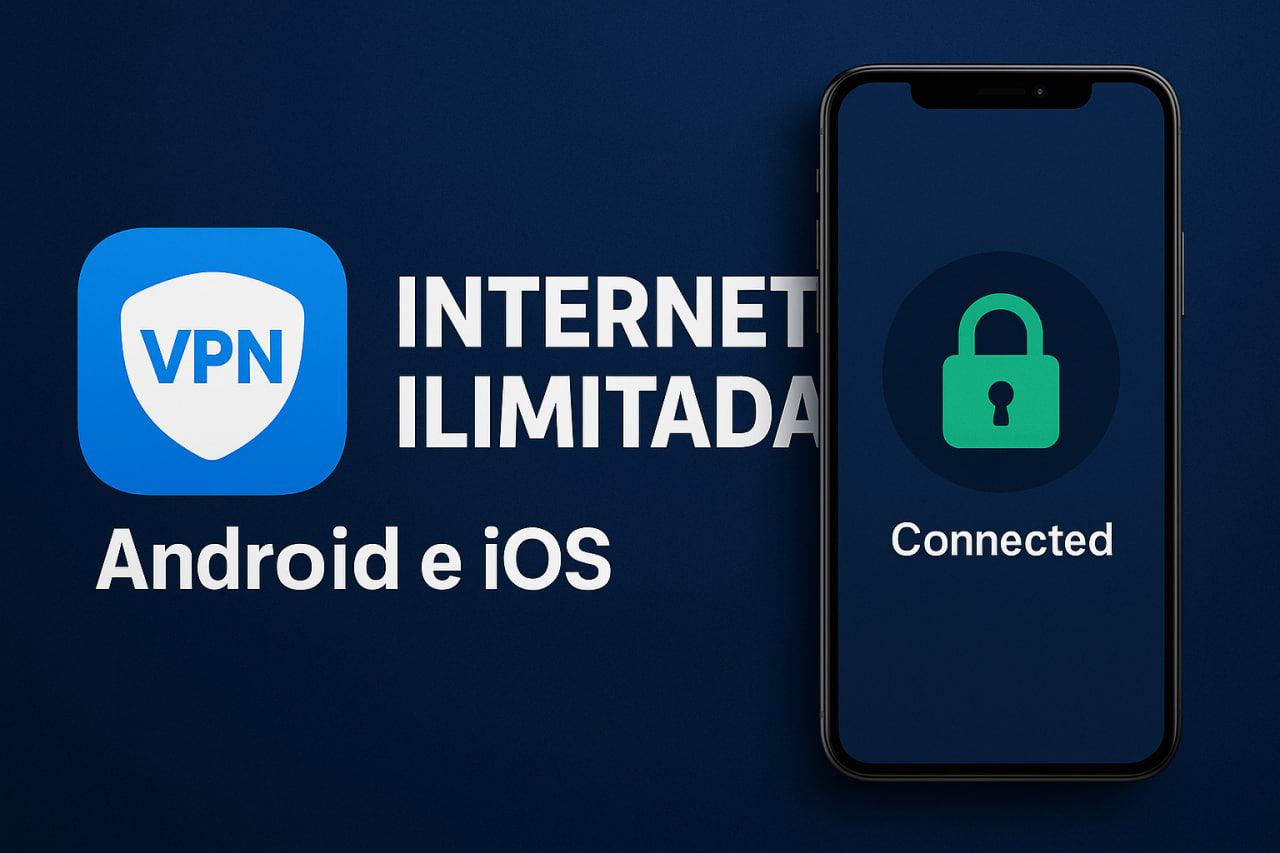 VPN
INTERNET
ILIMITADA
Android e iOS
Connected